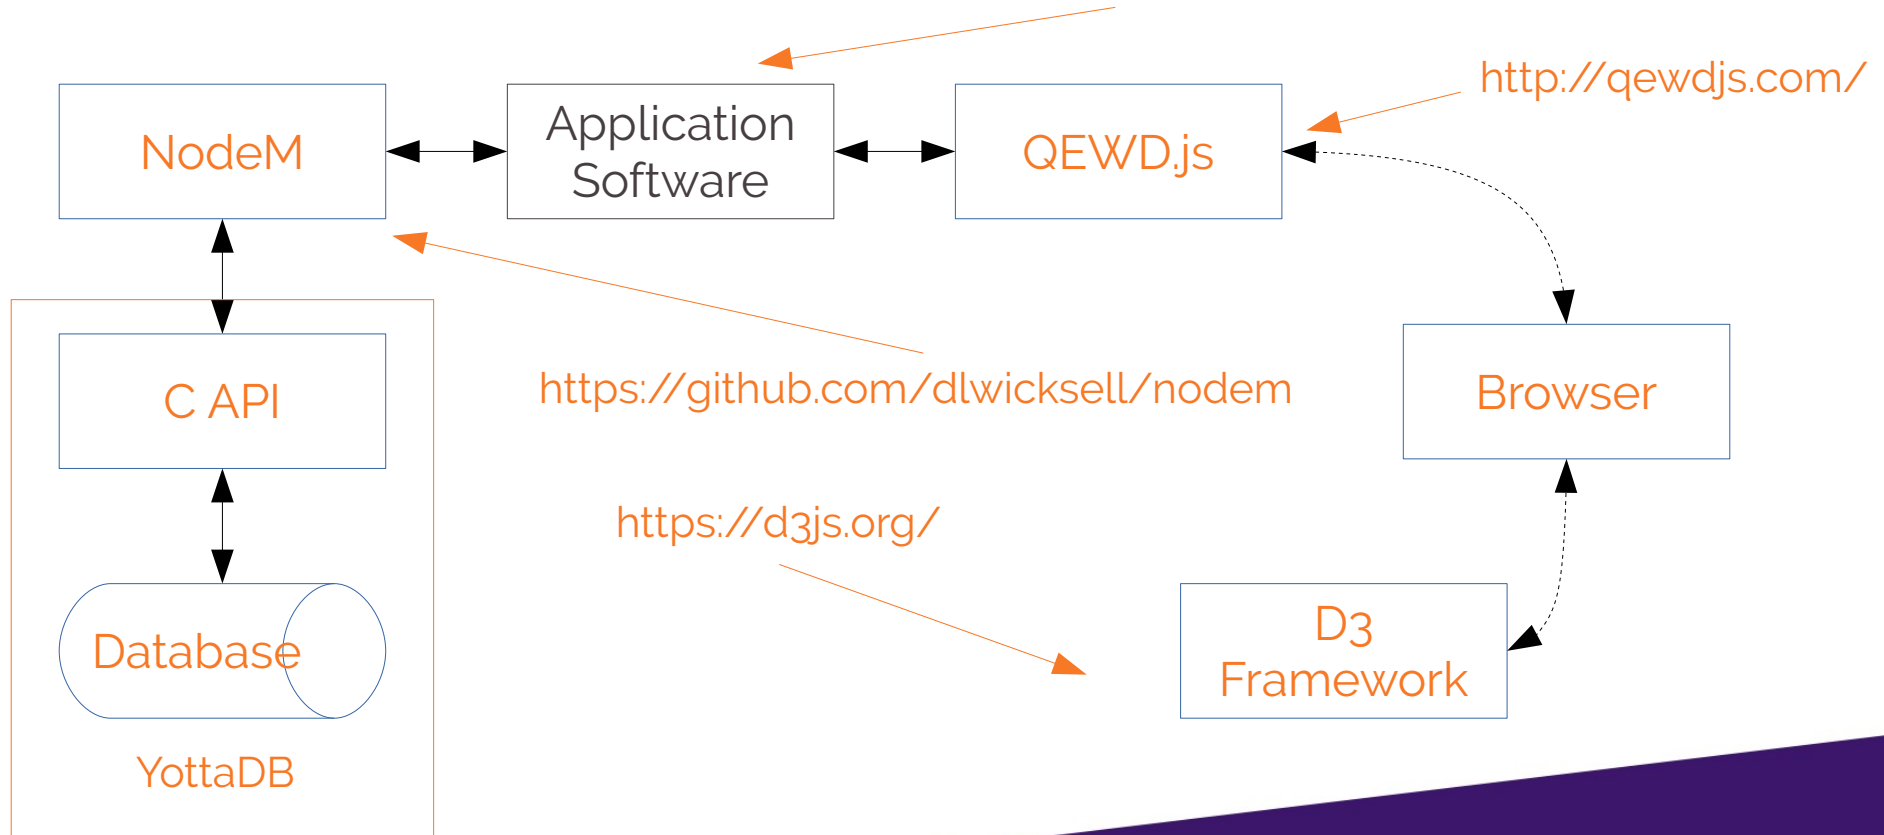 http://qewdjs.com/
NodeM
Application
Software
QEWD.js
C API
https://github.com/dlwicksell/nodem
Browser
https://d3js.org/
Database
D3
Framework
YottaDB